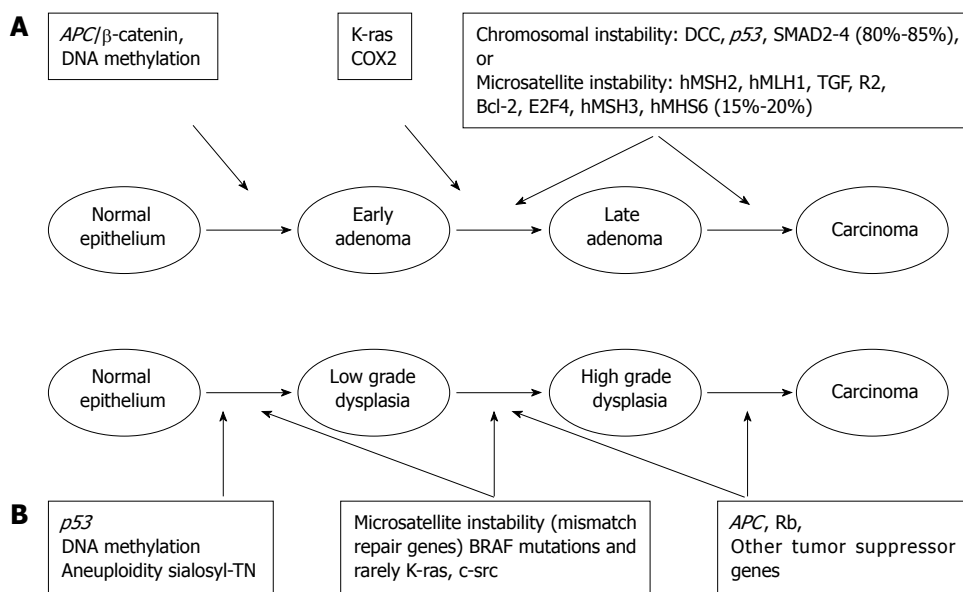 A
APC/β-catenin,
DNA methylation
K-ras
COX2
Chromosomal instability: DCC, p53, SMAD2-4 (80%-85%),
or
Microsatellite instability: hMSH2, hMLH1, TGF, R2,
Bcl-2, E2F4, hMSH3, hMHS6 (15%-20%)
Normal
epithelium
Early
adenoma
Late
adenoma
Carcinoma
Normal
epithelium
Low grade
dysplasia
High grade
dysplasia
Carcinoma
B
p53
DNA methylation
Aneuploidity sialosyl-TN
Microsatellite instability (mismatch
repair genes) BRAF mutations and
rarely K-ras, c-src
APC, Rb,
Other tumor suppressor
genes